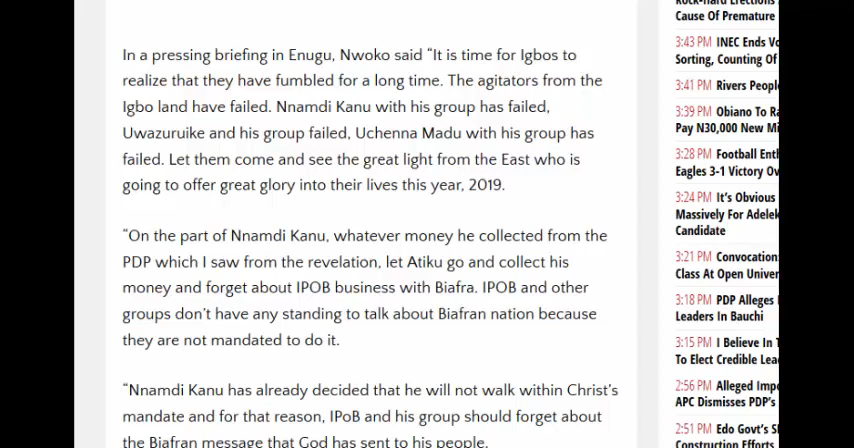 In a pressing briefing in Enugu, Nwoko said “It is time for Igbos to
realize that they have fumbled for a long time. The agitators from the
Igbo land have failed. Nnamdi Kanu with his group has failed,
Uwazuruike and his group failed, Uchenna Madu with his group has
failed. Let them come and see the great light from the East who is
going to offer great glory into their lives this year, 2019.
“On the part of Nnamdi Kanu, whatever money he collected from the
PDP which I saw from the revelation, let Atiku go and collect his
money and forget about IPOB business with Biafra. IPOB and other
groups don’t have any standing to talk about Biafran nation because
they are not mandated to do it.
“Nnamdi Kanu has already decided that he will not walk within Christ’s
mandate and for that reason, IPoB and his group should forget about
the Biafran message that God has sent to his people.
Rock-Hard Erections
Cause Of Premature
3:43 PM INEC Ends
Sorting, Counting Of
3:41 PM Rivers
3:39 PM Obiano To
Pay N30,000 New
3:28 PM Football
Eagles 3-1 Victory
3:24 PM It’s Obvious
Massively For
Candidate
3:21 PM Convocation:
Class At Open
3:18 PM PDP Alleges
Leaders In Bauchi
3:15 PM I Believe In
To Elect Credible
2:56 PM Alleged
APC Dismisses PDP’s
2:51 PM Edo Govt’s
Construction Efforts